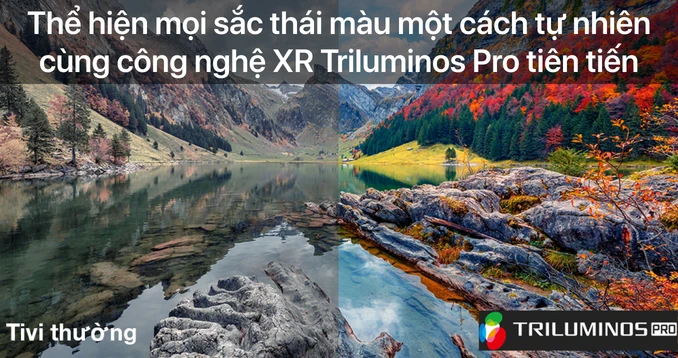 Thể hiện mọi sắc thái màu một cách tự nhiên
cùng công nghệ XR Triluminos Pro tiên tiến
Tivi thường
TRILUMINOS PRO